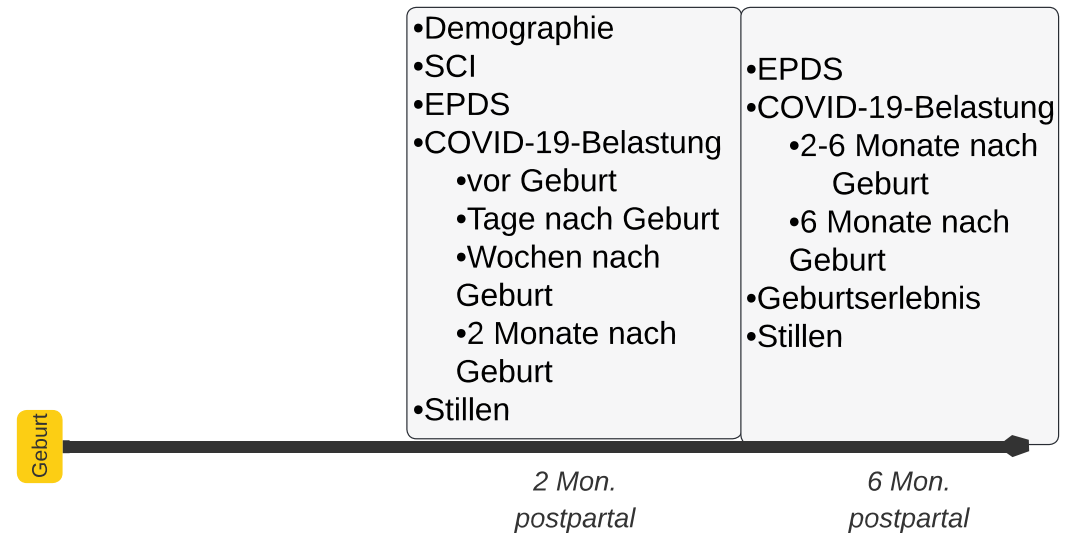 •Demographie
•SCI
•EPDS
•COVID-19-Belastung
•vor Geburt
•Tage nach Geburt
•Wochen nach
Geburt
•2 Monate nach
Geburt
•Stillen
•EPDS
•COVID-19-Belastung
•2-6 Monate nach
Geburt
•6 Monate nach
Geburt
•Geburtserlebnis
•Stillen
Geburt
2 Mon.
postpartal
6 Mon.
postpartal